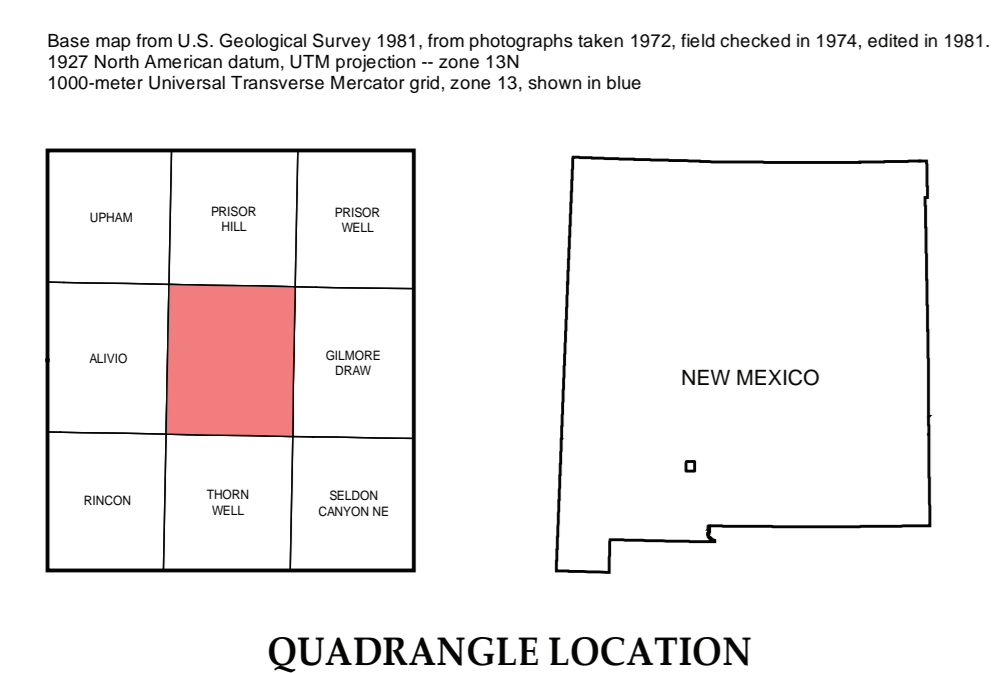 Base map from U.S. Geological Survey 1981, from photographs taken 1972, field checked in 1974, edited in 1981.
1927 North American datum, UTM projection -- zone 13N
1000-meter Universal Transverse Mercator grid, zone 13, shown in blue
UPHAM
PRISOR
HILL
PRISOR
WELL
ALIVIO
GILMORE
DRAW
RINCON
THORN
WELL
SELDON
CANYON NE
NEW MEXICO
QUADRANGLE LOCATION